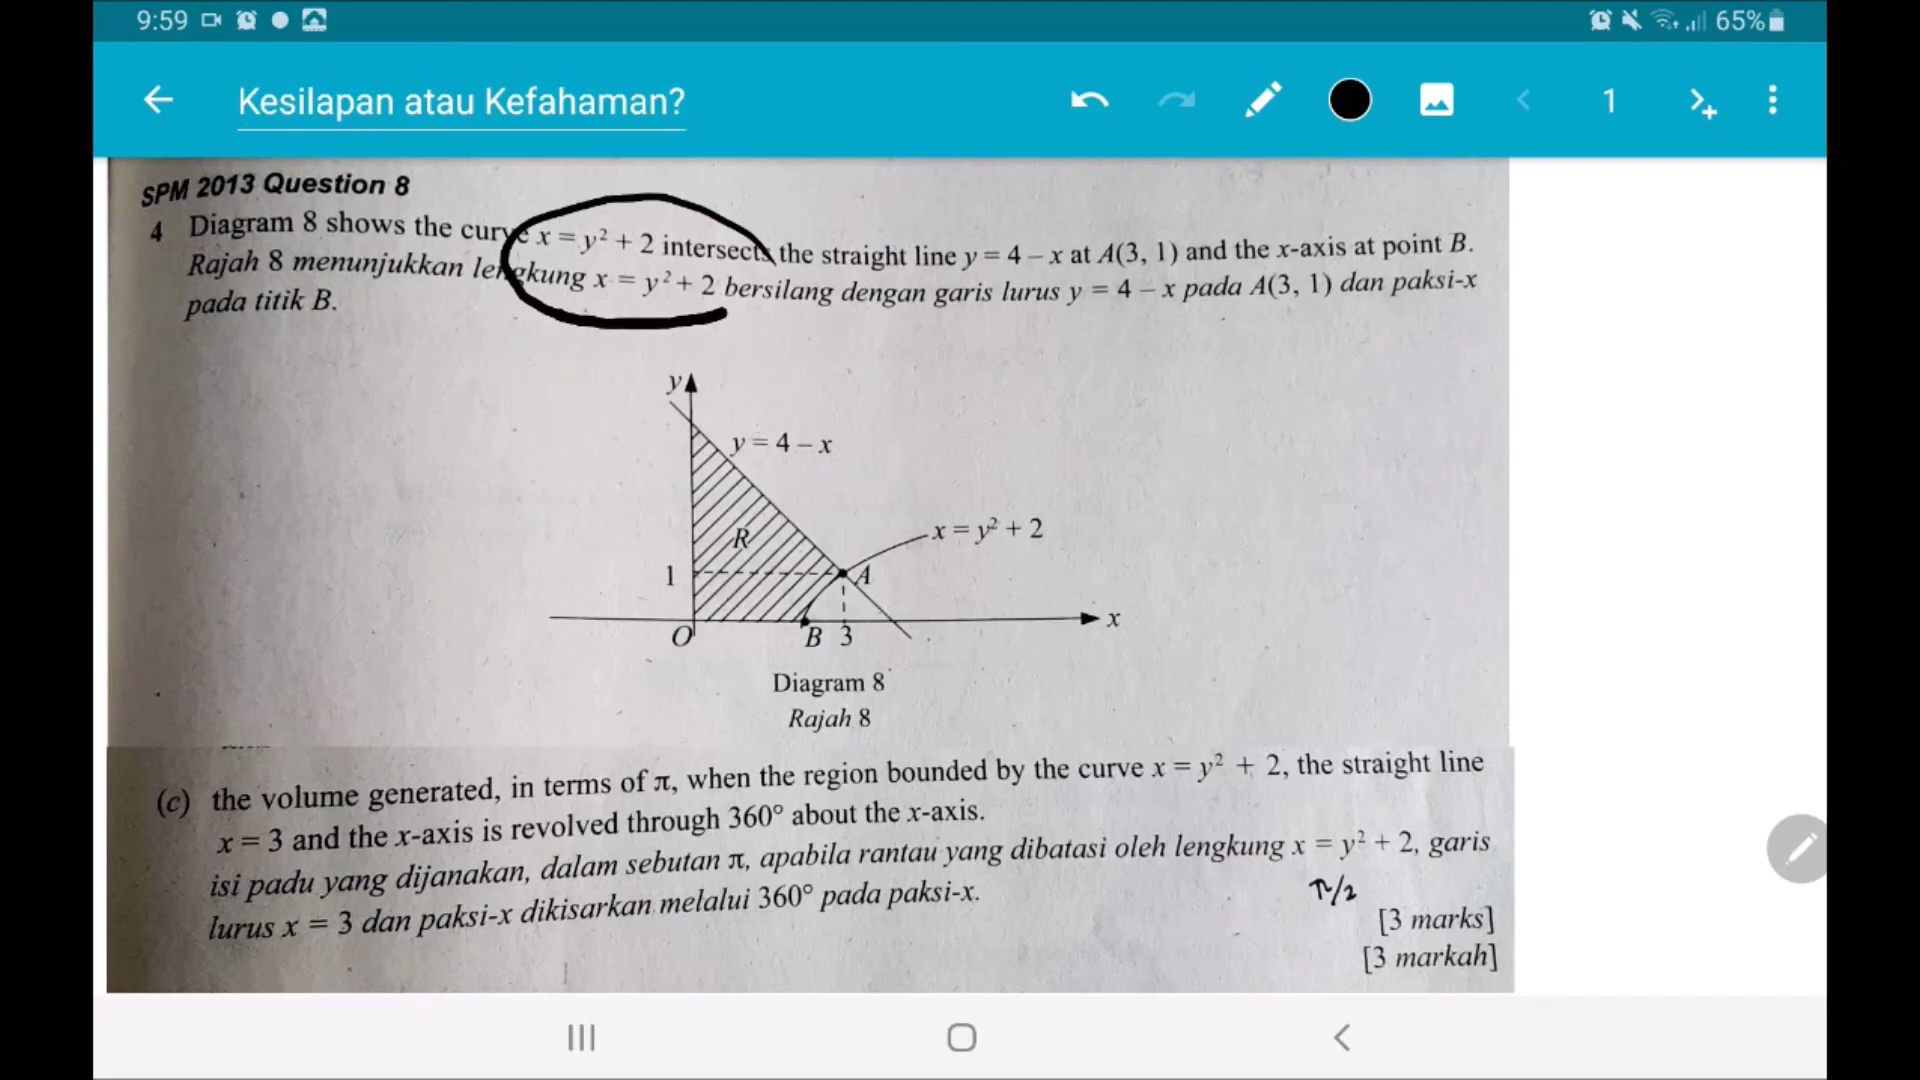 9:59
65%
Kesilapan atau Kefahaman?
1
SPM 2013 Question 8
4 Diagram 8 shows the curve x = y² + 2 intersects the straight line y = 4 – x at A(3, 1) and the x-axis at point B.
Rajah 8 menunjukkan lengkung x = y² + 2 bersilang dengan garis lurus y = 4 – x pada A(3, 1) dan paksi-x
pada titik B.
y
y = 4 – x
R
x = y² + 2
1
A
O
B
3
x
Diagram 8
Rajah 8
(c) the volume generated, in terms of π, when the region bounded by the curve x = y² + 2, the straight line
x = 3 and the x-axis is revolved through 360° about the x-axis.
isi padu yang dijanakan, dalam sebutan π, apabila rantau yang dibatasi oleh lengkung x = y² + 2, garis
lurus x = 3 dan paksi-x dikisarkan melalui 360° pada paksi-x.
π/2
[3 marks]
[3 markah]